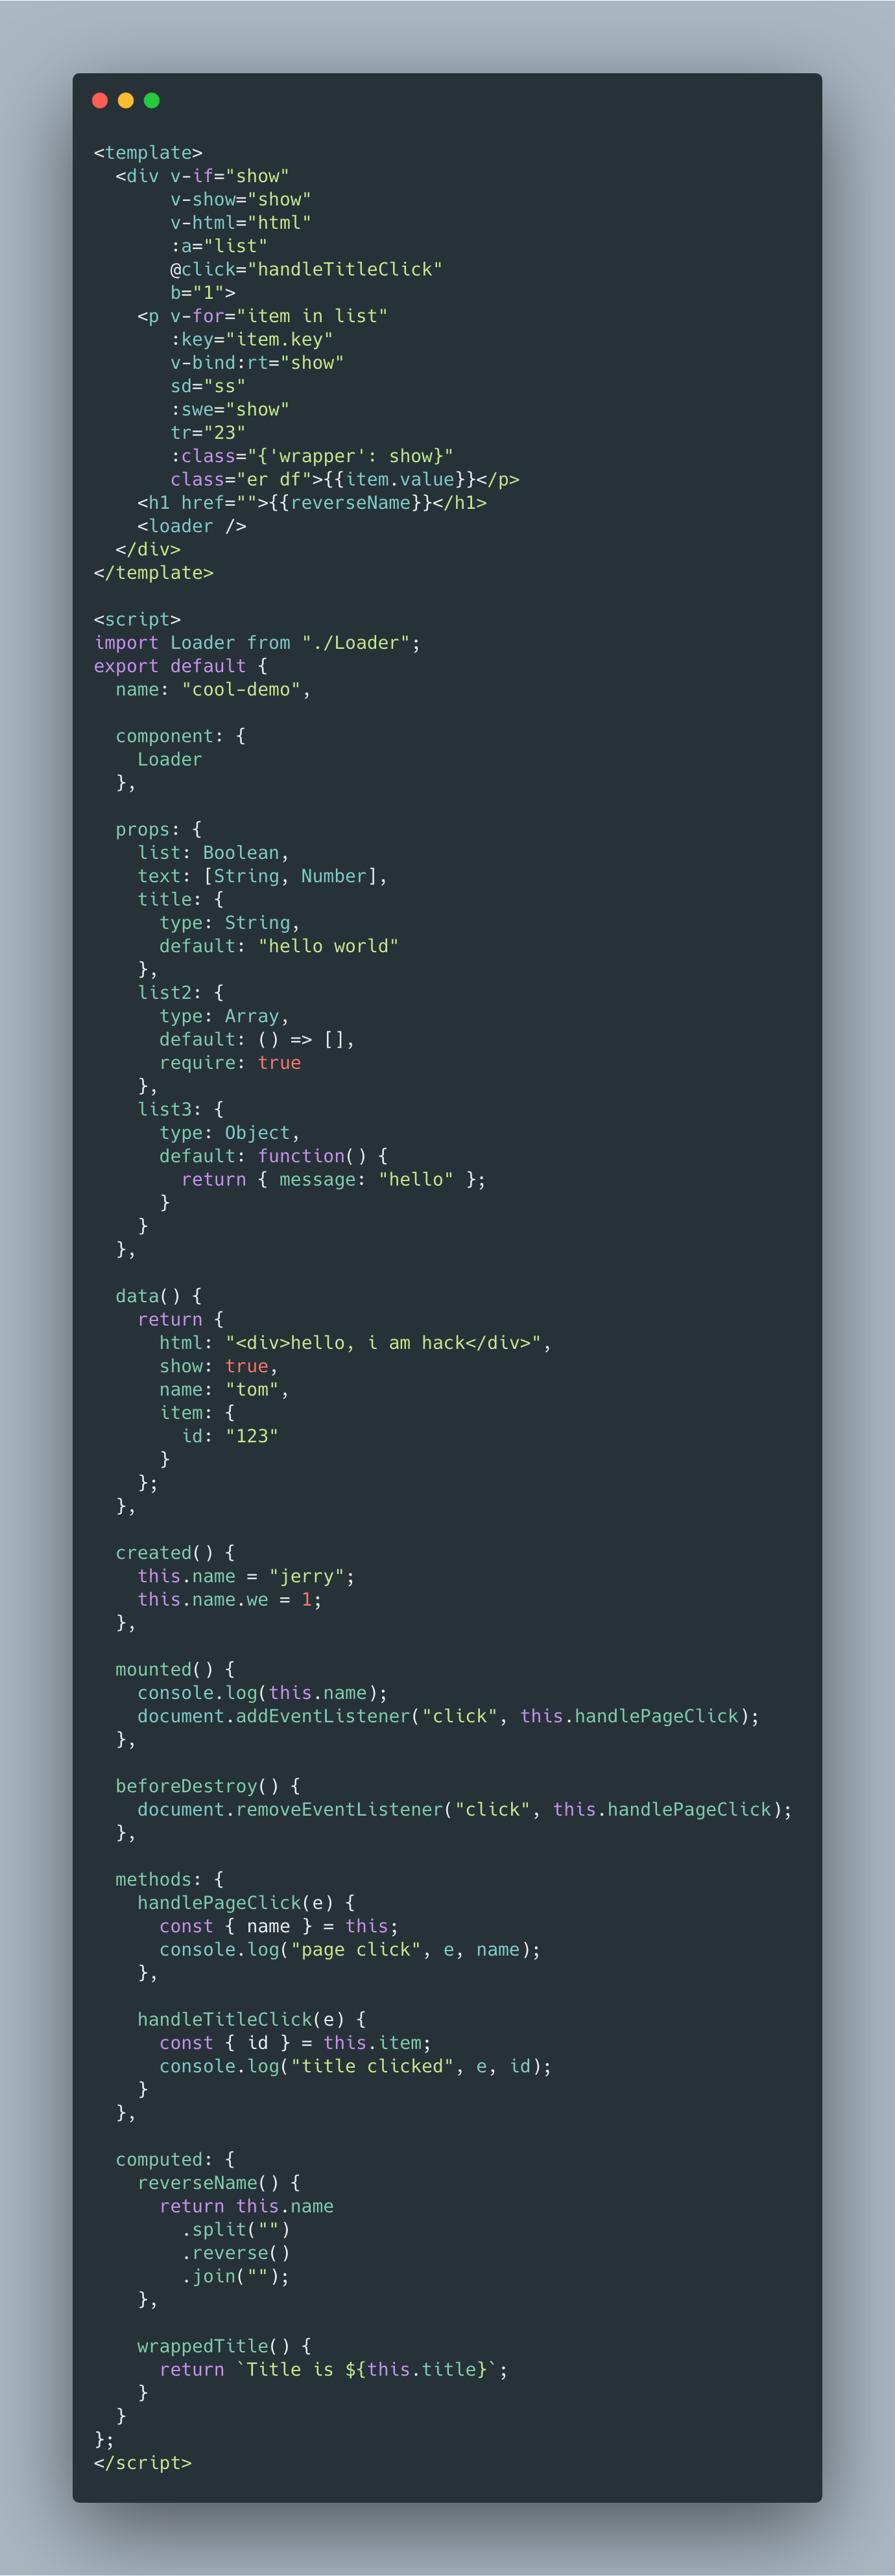 <template>
  <div v-if="show"
       v-show="show"
       v-html="html"
       :a="list"
       @click="handleTitleClick"
       b="1">
    <p v-for="item in list"
       :key="item.key"
       v-bind:rt="show"
       sd="ss"
       :swe="show"
       tr="23"
       :class="{'wrapper': show}"
       class="er df">{{item.value}}</p>
    <h1 href="">{{reverseName}}</h1>
    <loader />
  </div>
</template>

<script>
import Loader from "./Loader";
export default {
  name: "cool-demo",

  component: {
    Loader
  },

  props: {
    list: Boolean,
    text: [String, Number],
    title: {
      type: String,
      default: "hello world"
    },
    list2: {
      type: Array,
      default: () => [],
      require: true
    },
    list3: {
      type: Object,
      default: function() {
        return { message: "hello" };
      }
    }
  },

  data() {
    return {
      html: "<div>hello, i am hack</div>",
      show: true,
      name: "tom",
      item: {
        id: "123"
      }
    };
  },

  created() {
    this.name = "jerry";
    this.name.we = 1;
  },

  mounted() {
    console.log(this.name);
    document.addEventListener("click", this.handlePageClick);
  },

  beforeDestroy() {
    document.removeEventListener("click", this.handlePageClick);
  },

  methods: {
    handlePageClick(e) {
      const { name } = this;
      console.log("page click", e, name);
    },

    handleTitleClick(e) {
      const { id } = this.item;
      console.log("title clicked", e, id);
    }
  },

  computed: {
    reverseName() {
      return this.name
        .split("")
        .reverse()
        .join("");
    },

    wrappedTitle() {
      return `Title is ${this.title}`;
    }
  }
};
</script>